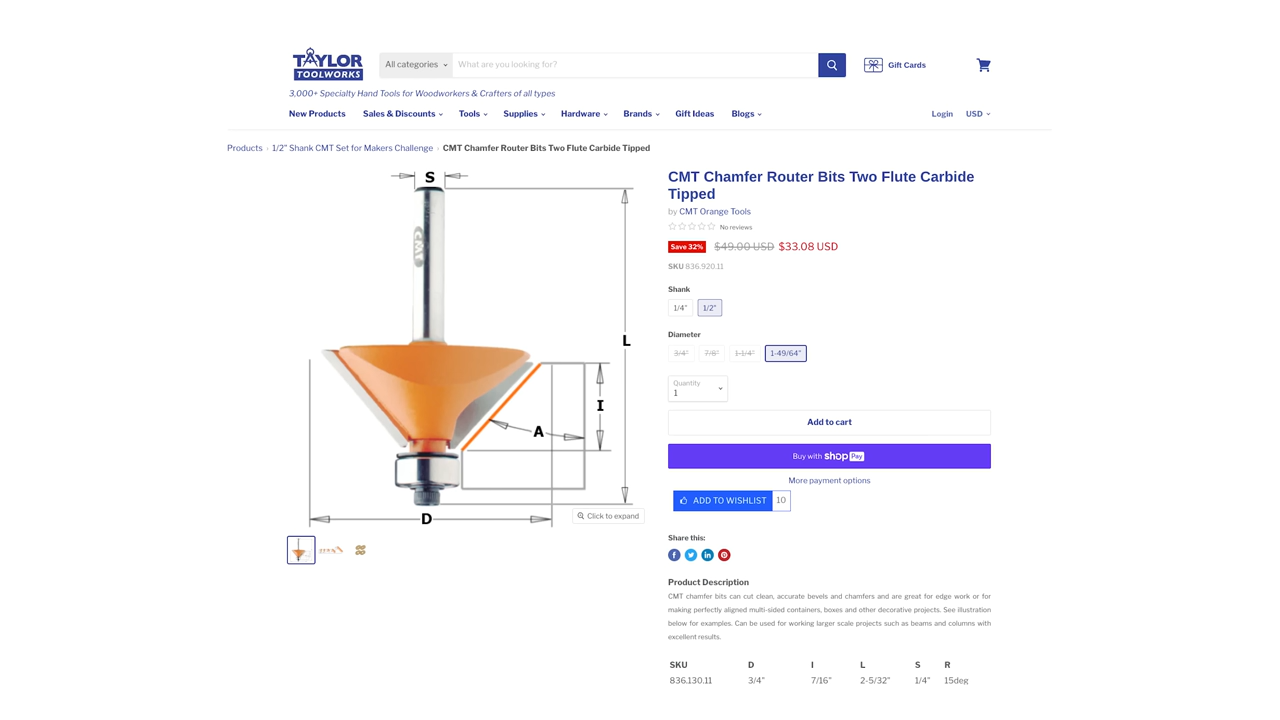 TAYLOR
TOOLWORKS
All categories
What are you looking for?
Gift Cards
3,000+ Specialty Hand Tools for Woodworkers & Crafters of all types
New Products
Sales & Discounts
Tools
Supplies
Hardware
Brands
Gift Ideas
Blogs
Login
USD
Products › 1/2" Shank CMT Set for Makers Challenge › CMT Chamfer Router Bits Two Flute Carbide Tipped
S
CMT
L
I
A
D
Click to expand
CMT Chamfer Router Bits Two Flute Carbide
Tipped
by CMT Orange Tools
No reviews
Save 32% $49.00 USD $33.08 USD
SKU 836.920.11
Shank
1/4" 1/2"
Diameter
3/4" 7/8" 1-1/4" 1-49/64"
Quantity
1
Add to cart
Buy with shop Pay
More payment options
ADD TO WISHLIST 10
Share this:
Product Description
CMT chamfer bits can cut clean, accurate bevels and chamfers and are great for edge work or for
making perfectly aligned multi-sided containers, boxes and other decorative projects. See illustration
below for examples. Can be used for working larger scale projects such as beams and columns with
excellent results.
SKU D I L S R
836.130.11 3/4" 7/16" 2-5/32" 1/4" 15deg